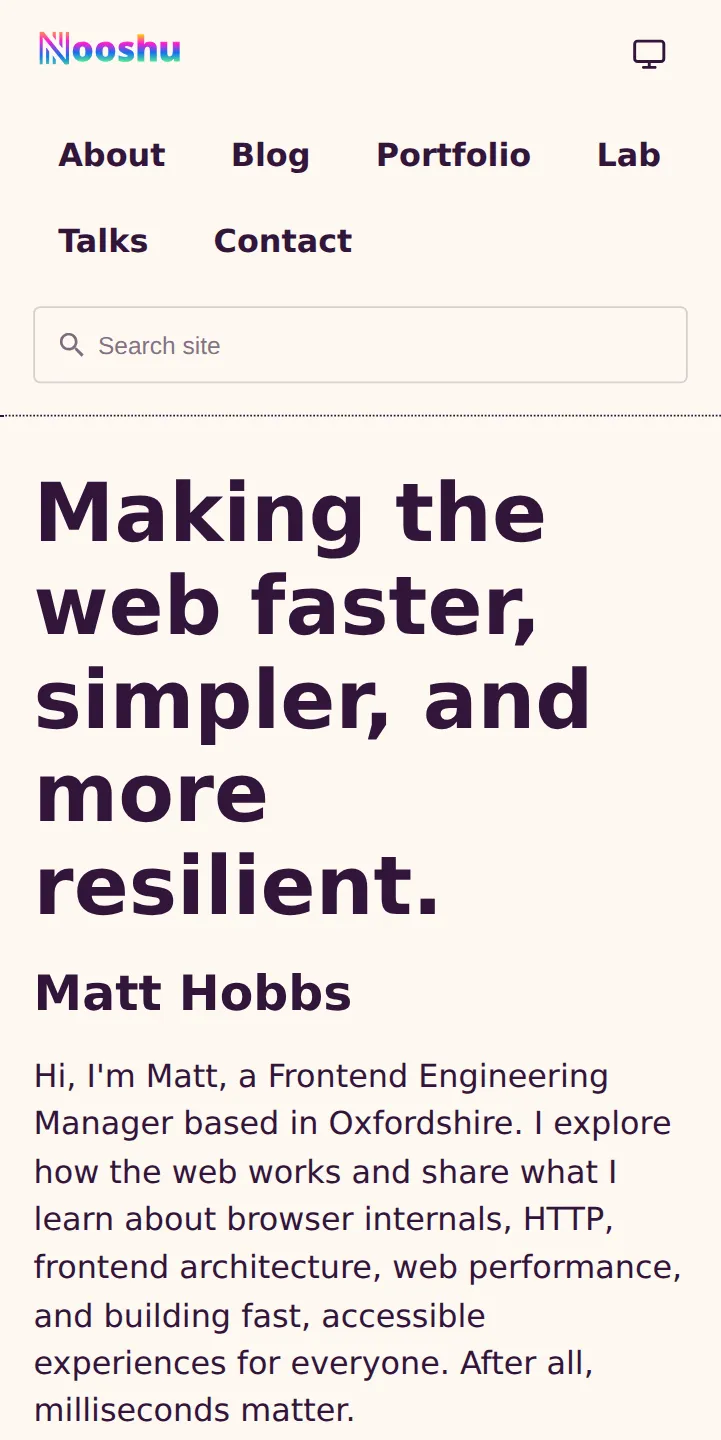 Nooshu
About Blog Portfolio Lab
Talks Contact
Search site
Making the
web faster,
simpler, and
more
resilient.
Matt Hobbs
Hi, I'm Matt, a Frontend Engineering
Manager based in Oxfordshire. I explore
how the web works and share what I
learn about browser internals, HTTP,
frontend architecture, web performance,
and building fast, accessible
experiences for everyone. After all,
milliseconds matter.